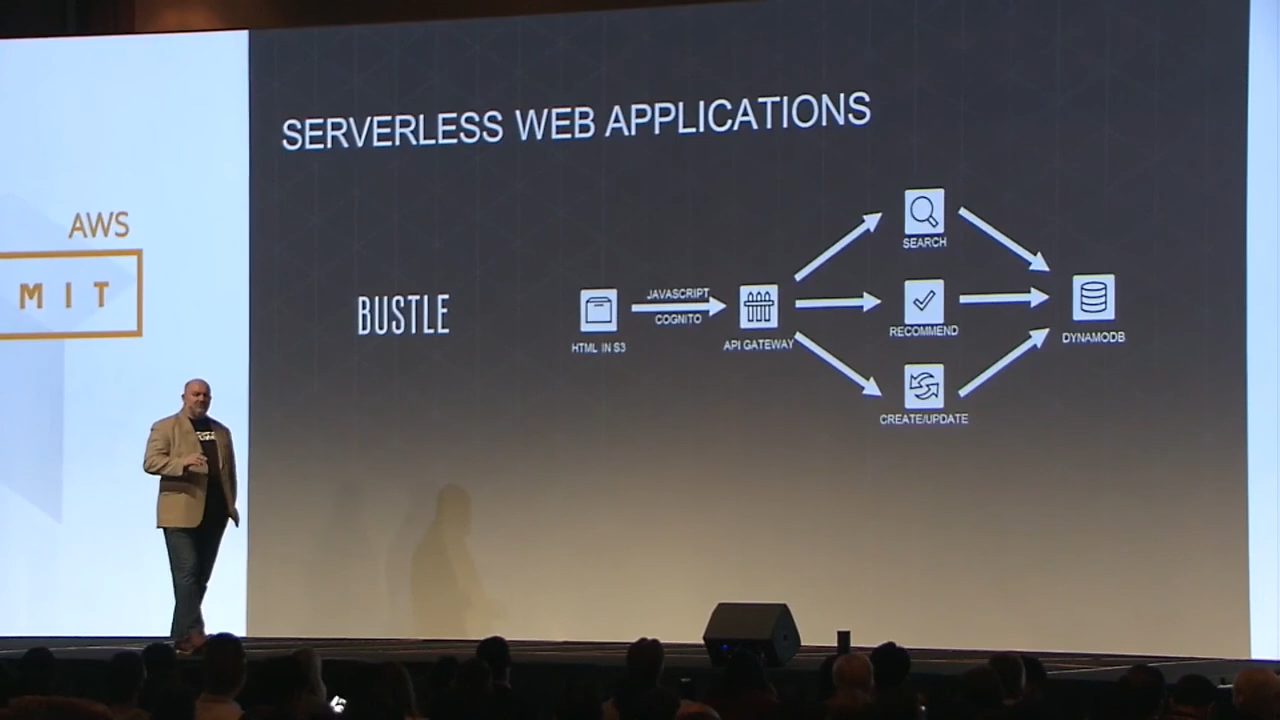 SERVERLESS WEB APPLICATIONS
AWS
MIT
BUSTLE
HTML IN S3
JAVASCRIPT
COGNITO
API GATEWAY
SEARCH
RECOMMEND
CREATE/UPDATE
DYNAMODB